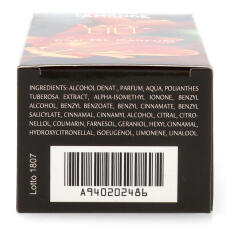 INGREDIENTS: ALCOHOL DENAT., PARFUM, AQUA, POLIANTHES
TUBEROSA EXTRACT, ALPHA-ISOMETHYL IONONE, BENZYL
ALCOHOL, BENZYL BENZOATE, BENZYL CINNAMATE, BENZYL
SALICYLATE, CINNAMAL, CINNAMYL ALCOHOL, CITRAL, CITRO-
NELLOL, COUMARIN, FARNESOL, GERANIOL, HEXYL CINNAMAL,
HYDROXYCITRONELLAL, ISOEUGENOL, LIMONENE, LINALOOL.
Lotto 1807
A940202486